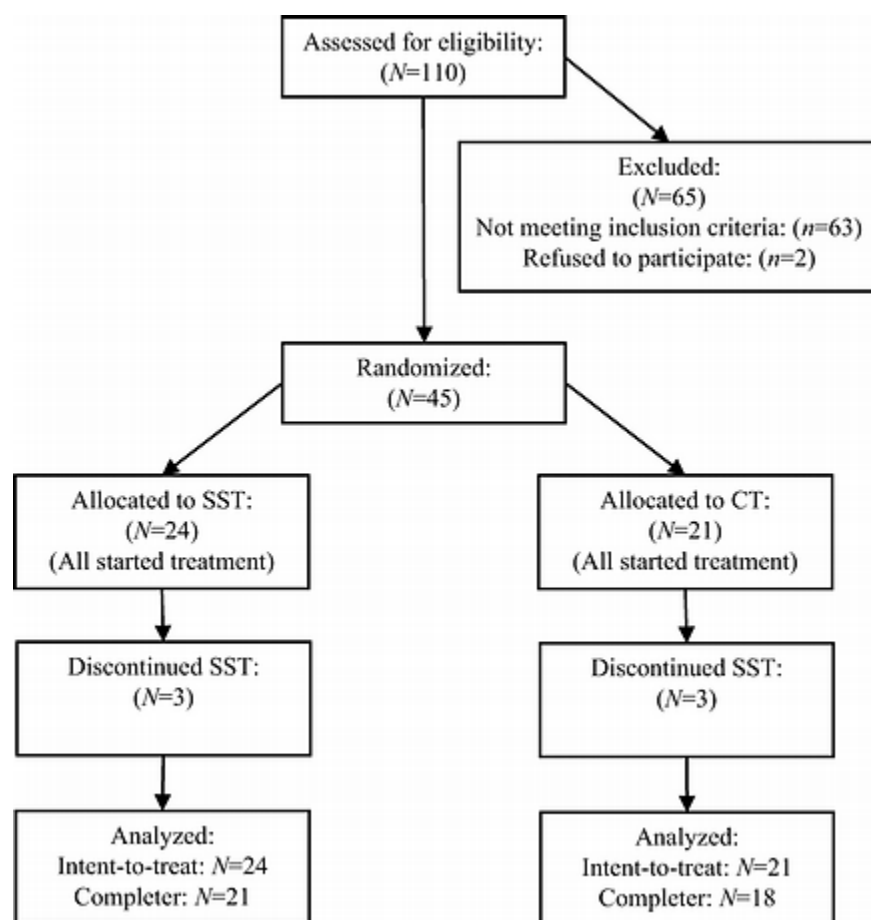 Assessed for eligibility:
(N=110)
Excluded:
(N=65)
Not meeting inclusion criteria: (n=63)
Refused to participate: (n=2)
Randomized:
(N=45)
Allocated to SST:
(N=24)
(All started treatment)
Allocated to CT:
(N=21)
(All started treatment)
Discontinued SST:
(N=3)
Discontinued SST:
(N=3)
Analyzed:
Intent-to-treat: N=24
Completer: N=21
Analyzed:
Intent-to-treat: N=21
Completer: N=18